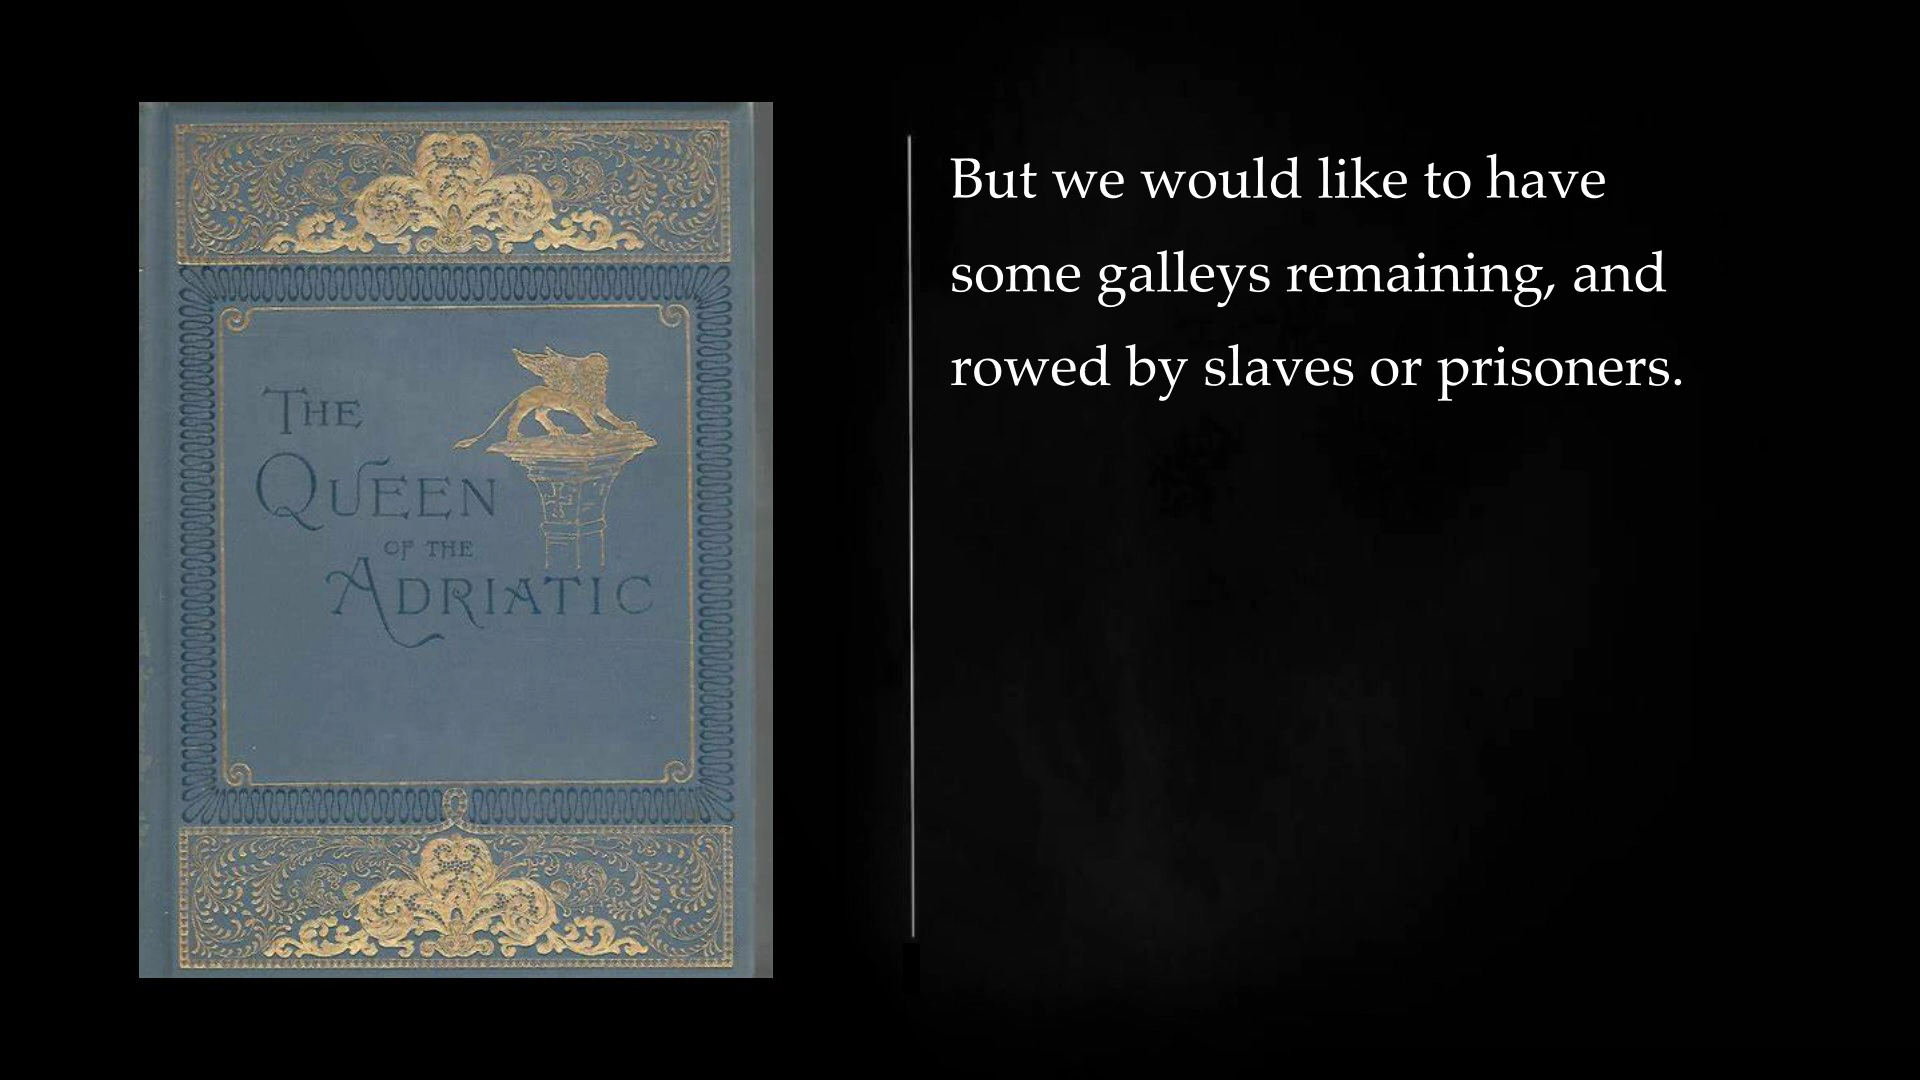 THE
QUEEN
OF THE
ADRIATIC
But we would like to have
some galleys remaining, and
rowed by slaves or prisoners.